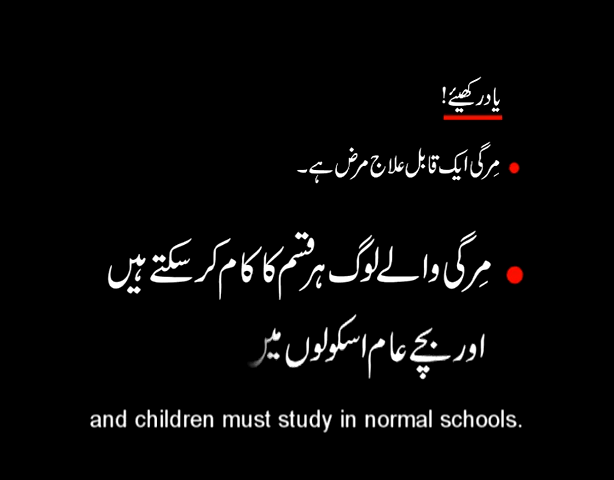 یاد رکھیئے!
مِرگی ایک قابل علاج مرض ہے۔
مِرگی والے لوگ ہر قسم کا کام کر سکتے ہیں
اور بچے عام اسکولوں میں
and children must study in normal schools.